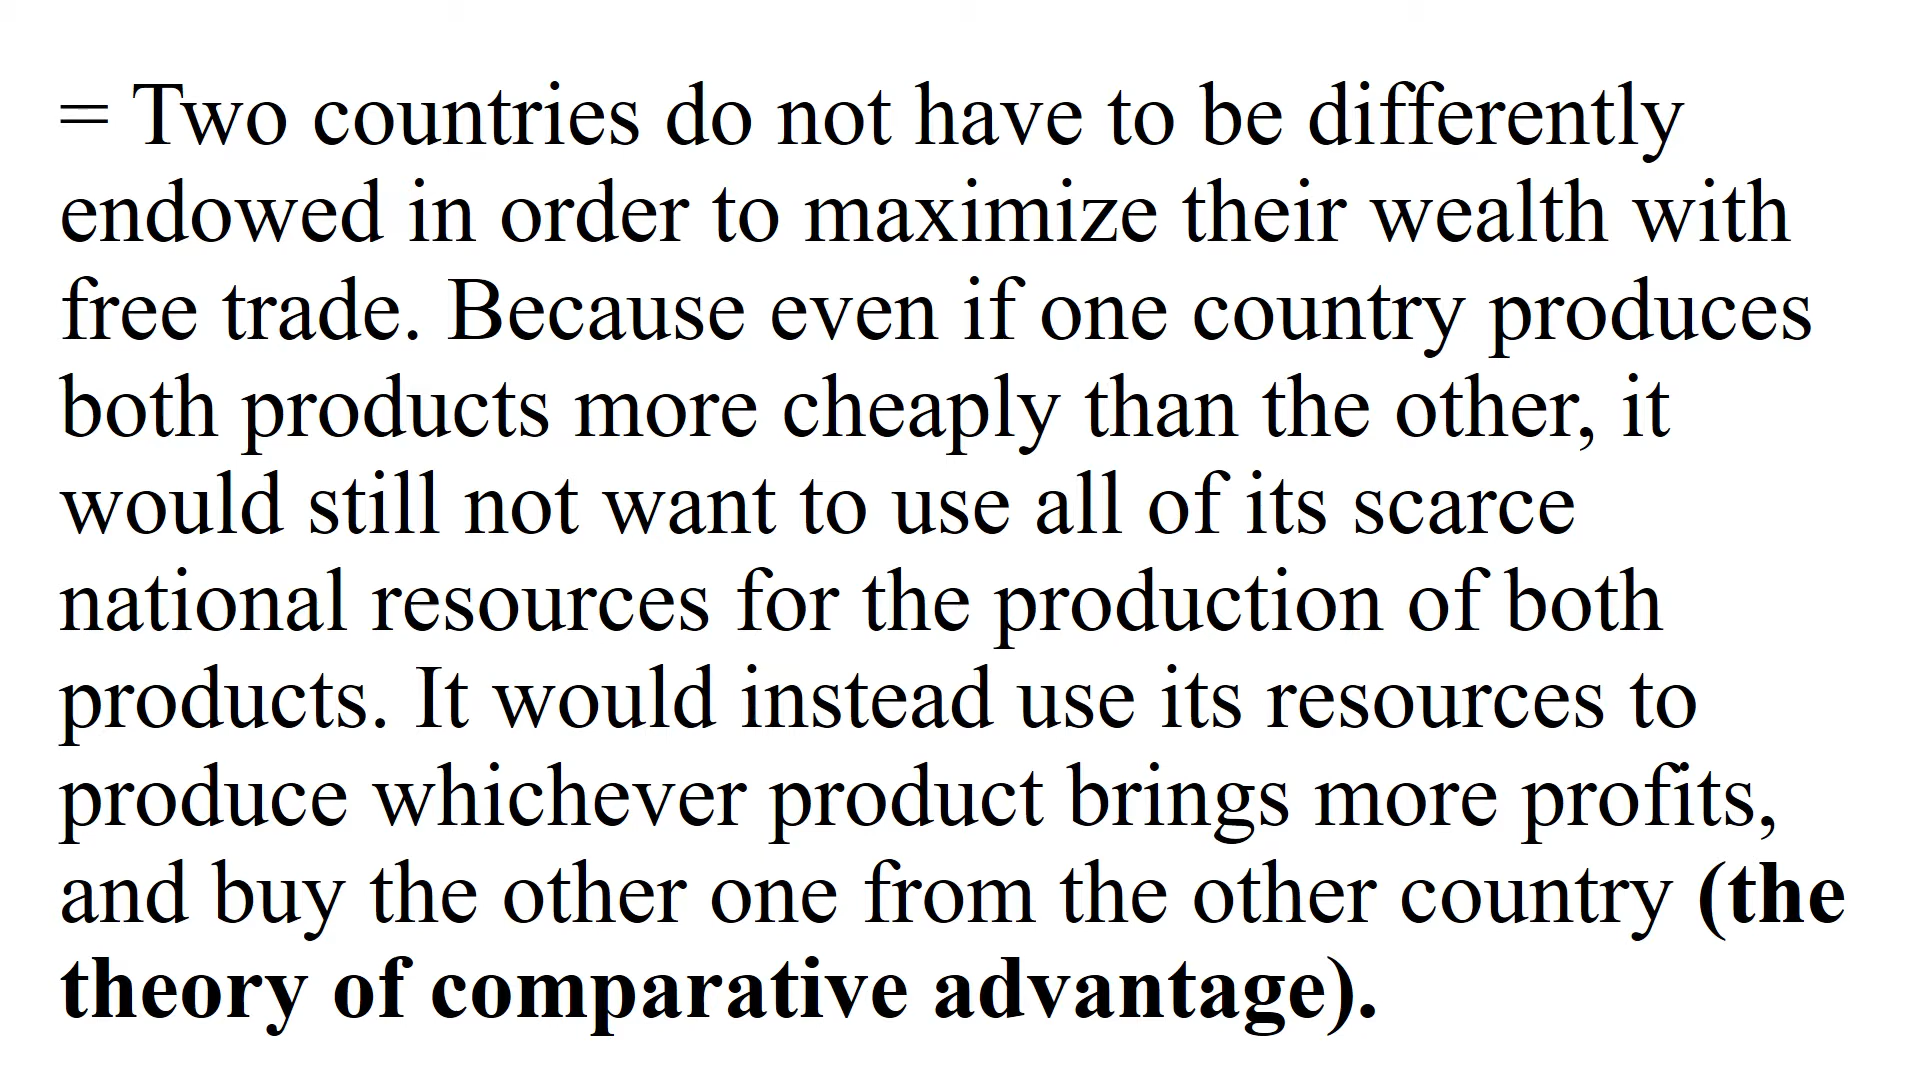 = Two countries do not have to be differently
endowed in order to maximize their wealth with
free trade. Because even if one country produces
both products more cheaply than the other, it
would still not want to use all of its scarce
national resources for the production of both
products. It would instead use its resources to
produce whichever product brings more profits,
and buy the other one from the other country (the
theory of comparative advantage).